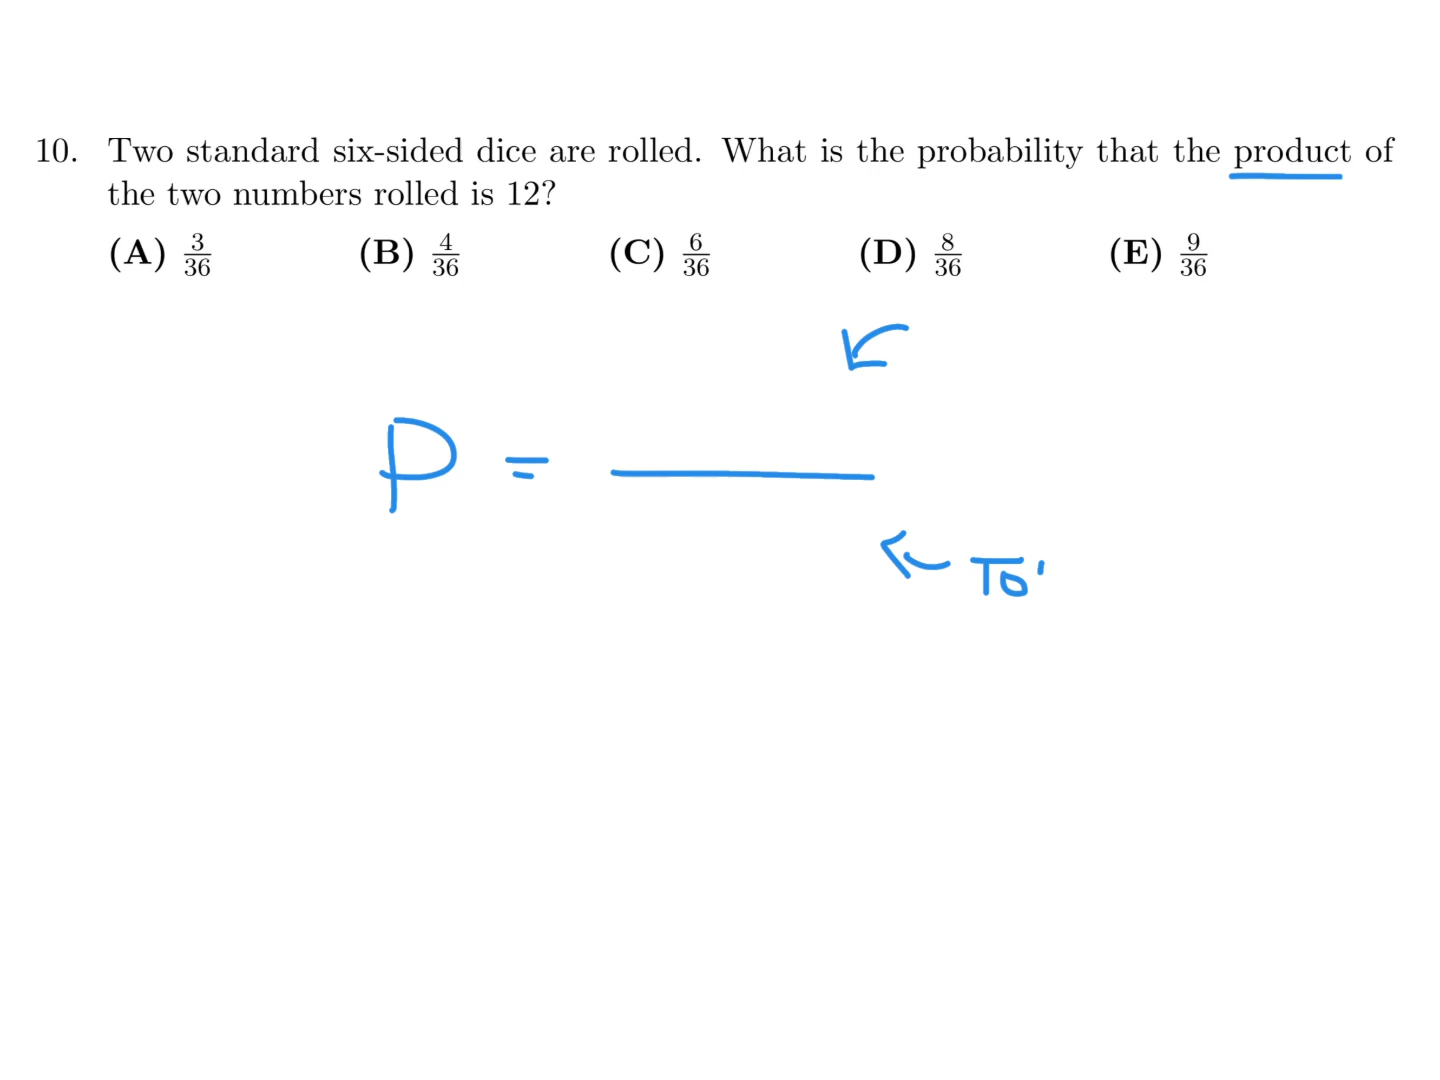 10. Two standard six-sided dice are rolled. What is the probability that the product of
the two numbers rolled is 12?
(A) 3/36 (B) 4/36 (C) 6/36 (D) 8/36 (E) 9/36
P =
To